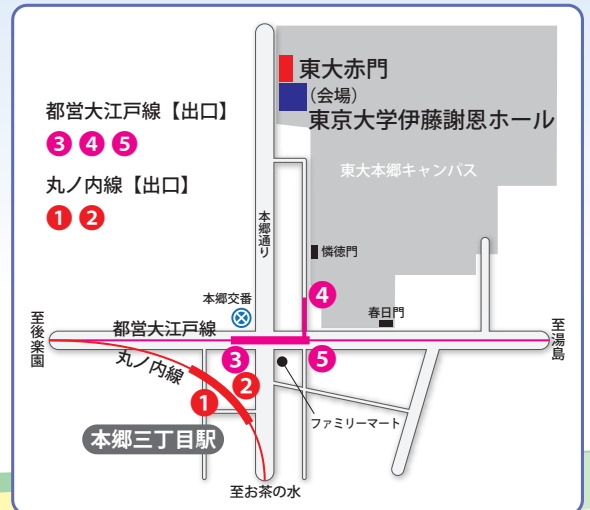 東大赤門
(会場)
東京大学伊藤謝恩ホール
都営大江戸線【出口】
3 4 5
丸ノ内線【出口】
1 2
東大本郷キャンパス
本郷通り
憐徳門
4
本郷交番
春日門
至後楽園
都営大江戸線
至湯島
丸ノ内線
3
5
2
1
ファミリーマート
本郷三丁目駅
至お茶の水